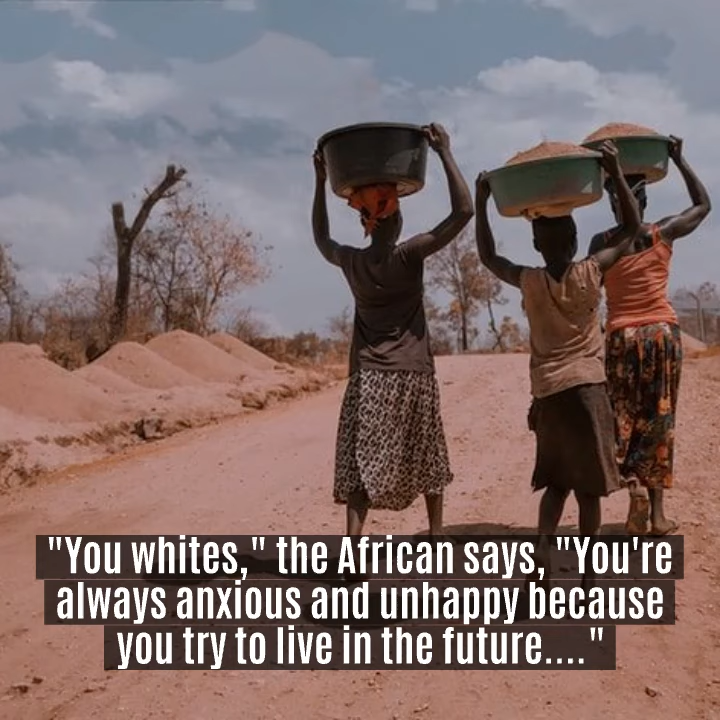 "You whites," the African says, "You're
always anxious and unhappy because
you try to live in the future...."